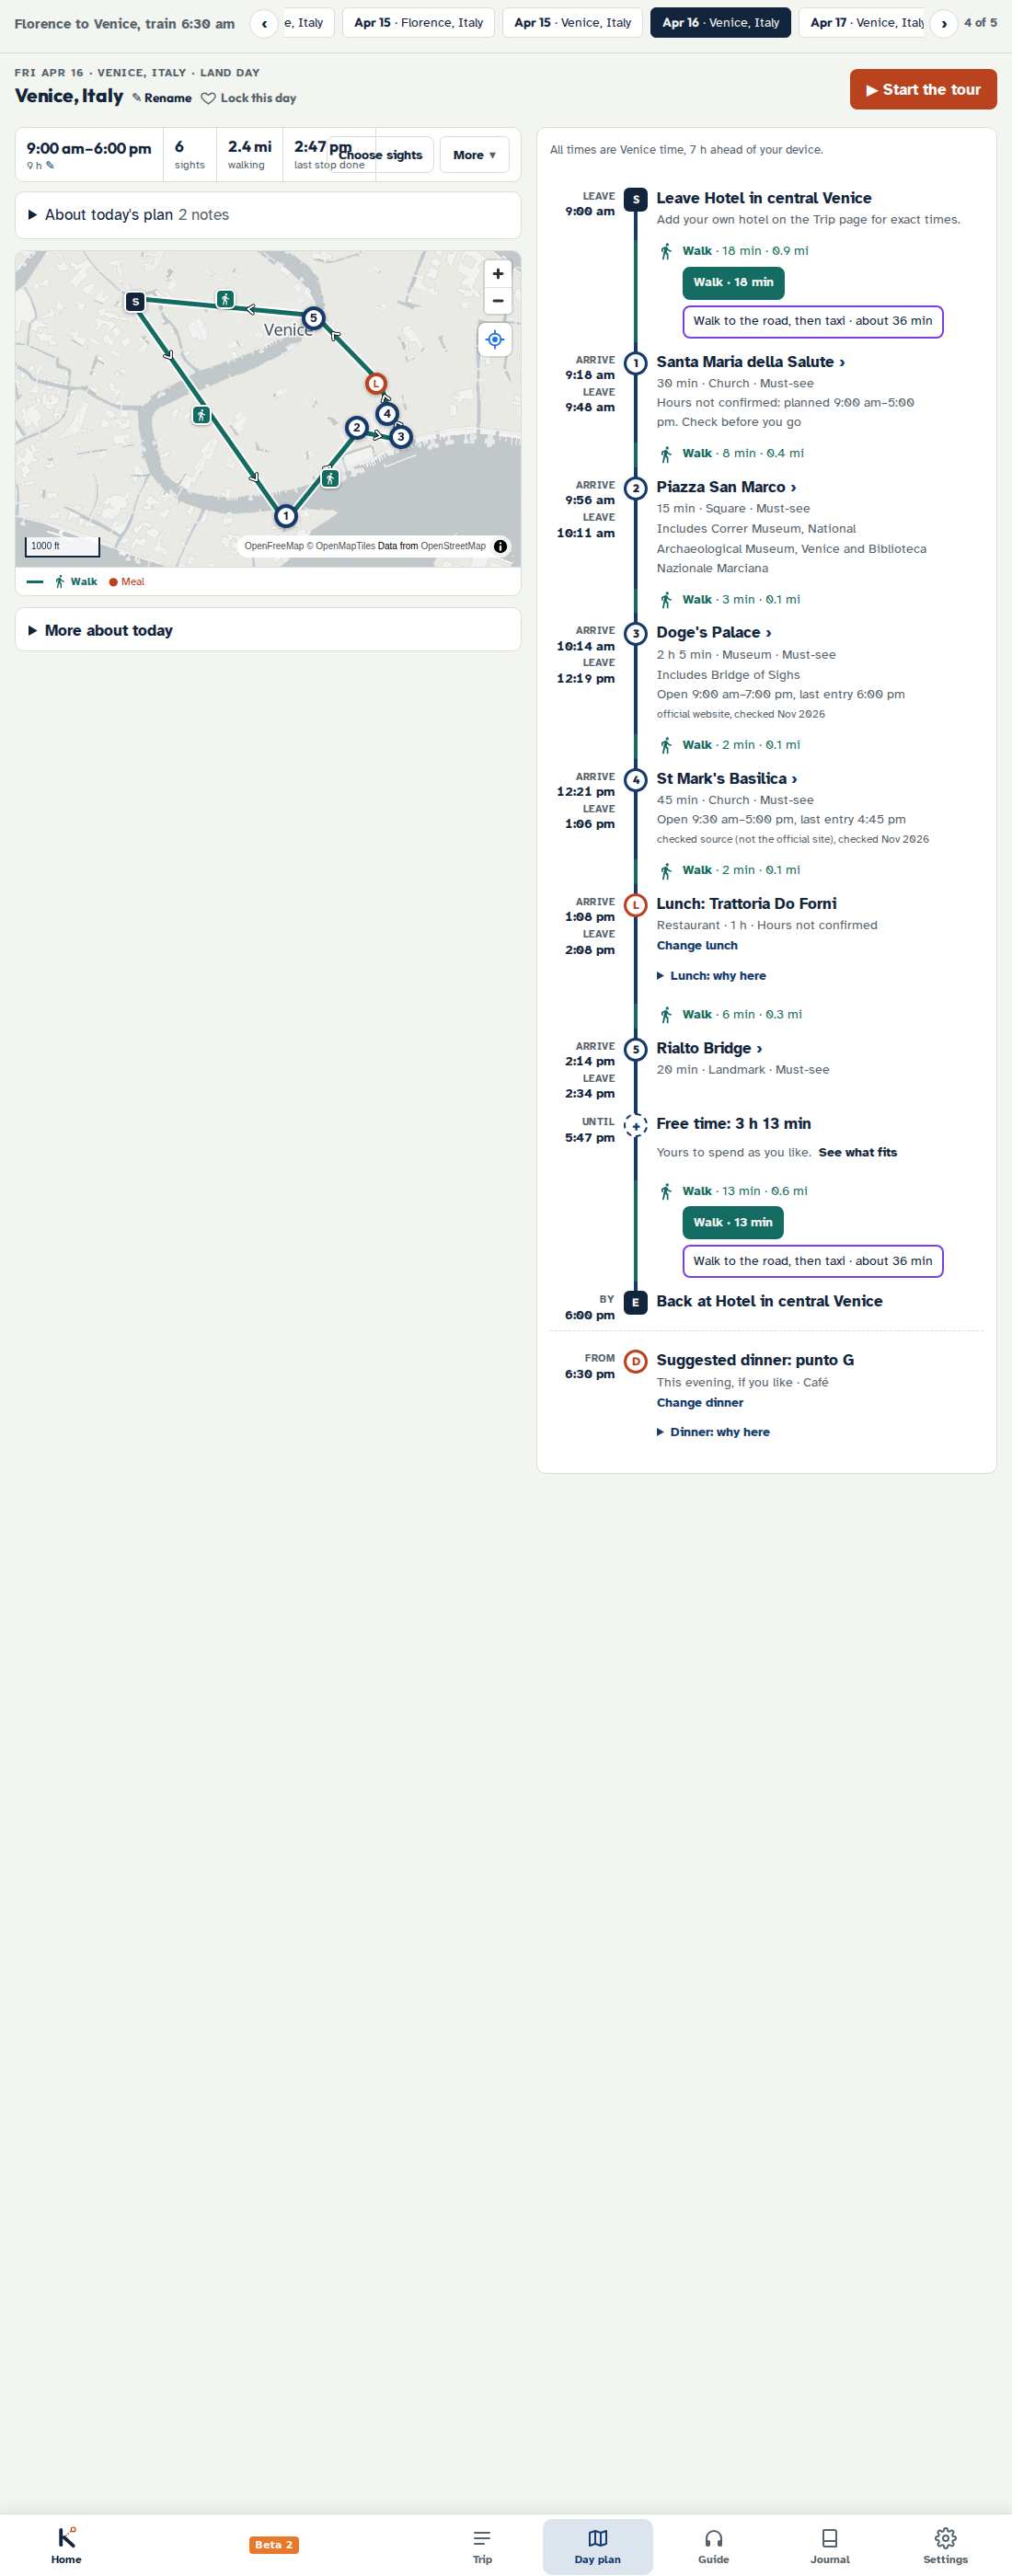 Florence to Venice, train 6:30 am
‹
e, Italy
Apr 15 · Florence, Italy
Apr 15 · Venice, Italy
Apr 16 · Venice, Italy
Apr 17 · Venice, Italy
›
4 of 5
FRI APR 16 · VENICE, ITALY · LAND DAY
Venice, Italy
✎ Rename
Lock this day
▶ Start the tour
9:00 am–6:00 pm
9 h ✎
6
sights
2.4 mi
walking
2:47 pm
last stop done
Choose sights
More ▼
▶ About today's plan 2 notes
S
5
Venice
L
4
2
3
1
+
−
1000 ft
OpenFreeMap © OpenMapTiles Data from OpenStreetMap
Walk
Meal
▶ More about today
All times are Venice time, 7 h ahead of your device.
LEAVE
9:00 am
S
Leave Hotel in central Venice
Add your own hotel on the Trip page for exact times.
Walk · 18 min · 0.9 mi
Walk · 18 min
Walk to the road, then taxi · about 36 min
ARRIVE
9:18 am
LEAVE
9:48 am
1
Santa Maria della Salute ›
30 min · Church · Must-see
Hours not confirmed: planned 9:00 am–5:00
pm. Check before you go
Walk · 8 min · 0.4 mi
ARRIVE
9:56 am
LEAVE
10:11 am
2
Piazza San Marco ›
15 min · Square · Must-see
Includes Correr Museum, National
Archaeological Museum, Venice and Biblioteca
Nazionale Marciana
Walk · 3 min · 0.1 mi
ARRIVE
10:14 am
LEAVE
12:19 pm
3
Doge's Palace ›
2 h 5 min · Museum · Must-see
Includes Bridge of Sighs
Open 9:00 am–7:00 pm, last entry 6:00 pm
official website, checked Nov 2026
Walk · 2 min · 0.1 mi
ARRIVE
12:21 pm
LEAVE
1:06 pm
4
St Mark's Basilica ›
45 min · Church · Must-see
Open 9:30 am–5:00 pm, last entry 4:45 pm
checked source (not the official site), checked Nov 2026
Walk · 2 min · 0.1 mi
ARRIVE
1:08 pm
LEAVE
2:08 pm
L
Lunch: Trattoria Do Forni
Restaurant · 1 h · Hours not confirmed
Change lunch
▶ Lunch: why here
Walk · 6 min · 0.3 mi
ARRIVE
2:14 pm
LEAVE
2:34 pm
5
Rialto Bridge ›
20 min · Landmark · Must-see
UNTIL
5:47 pm
+
Free time: 3 h 13 min
Yours to spend as you like. See what fits
Walk · 13 min · 0.6 mi
Walk · 13 min
Walk to the road, then taxi · about 36 min
BY
6:00 pm
E
Back at Hotel in central Venice
FROM
6:30 pm
D
Suggested dinner: punto G
This evening, if you like · Café
Change dinner
▶ Dinner: why here
Home
Beta 2
Trip
Day plan
Guide
Journal
Settings